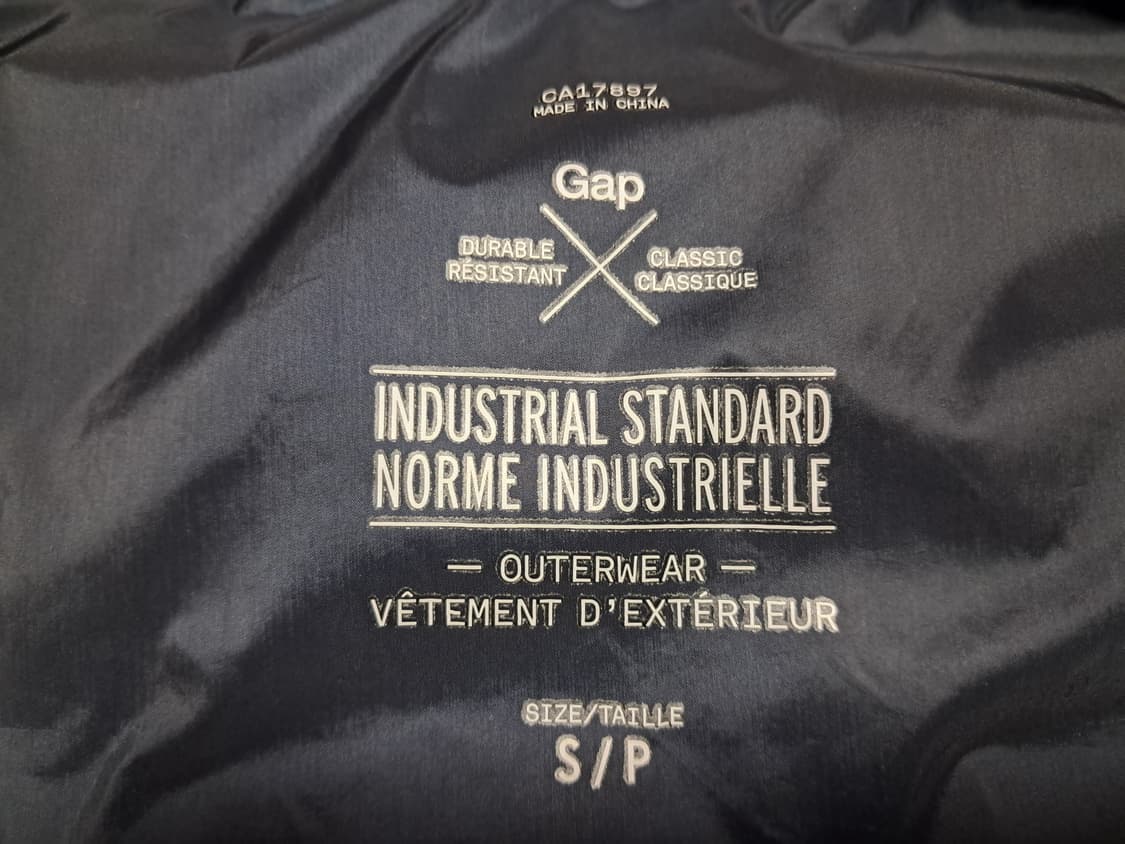 CA17897
MADE IN CHINA
Gap
DURABLE
RÉSISTANT
CLASSIC
CLASSIQUE
INDUSTRIAL STANDARD
NORME INDUSTRIELLE
— OUTERWEAR —
VÊTEMENT D'EXTÉRIEUR
SIZE/TAILLE
S/P